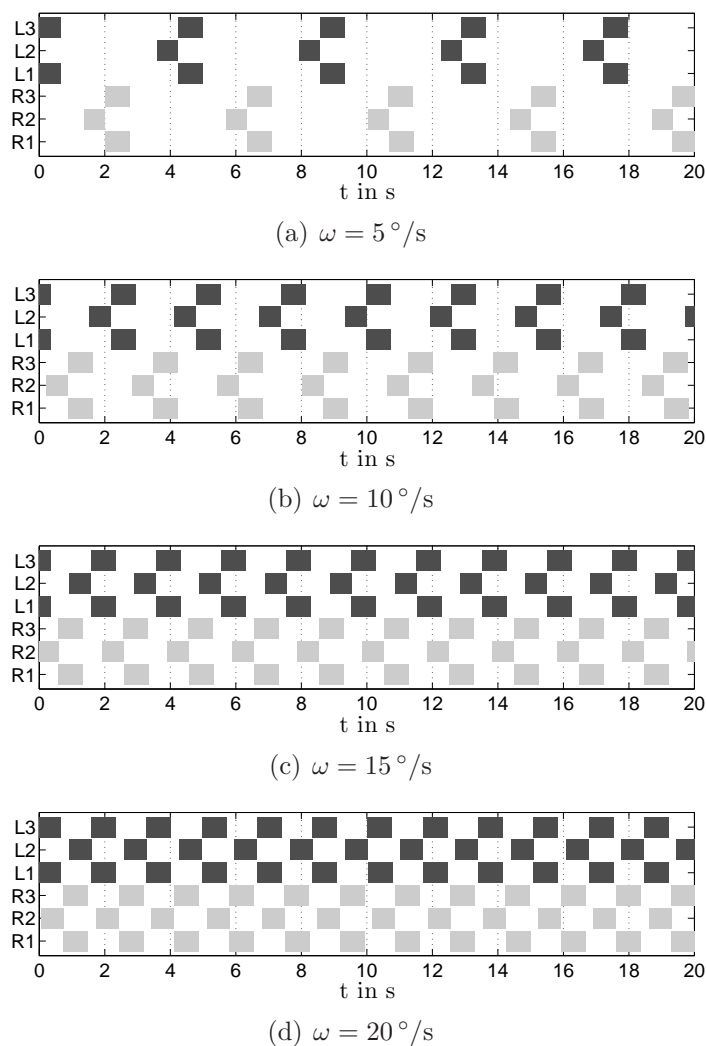 L3
L2
L1
R3
R2
R1
0 2 4 6 8 10 12 14 16 18 20
t in s
(a) ω = 5 °/s
L3
L2
L1
R3
R2
R1
0 2 4 6 8 10 12 14 16 18 20
t in s
(b) ω = 10 °/s
L3
L2
L1
R3
R2
R1
0 2 4 6 8 10 12 14 16 18 20
t in s
(c) ω = 15 °/s
L3
L2
L1
R3
R2
R1
0 2 4 6 8 10 12 14 16 18 20
t in s
(d) ω = 20 °/s